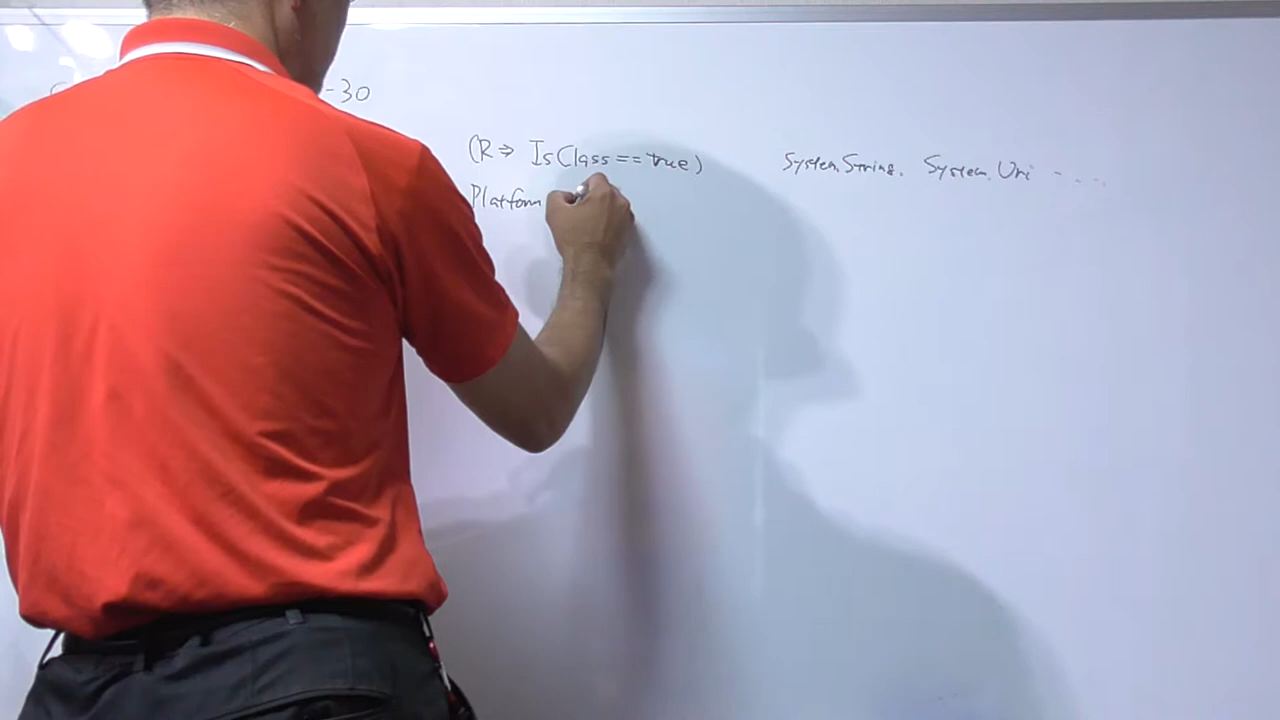 -30
(R⇒ IsClass == true) System.String. System.Uri ....
Platform